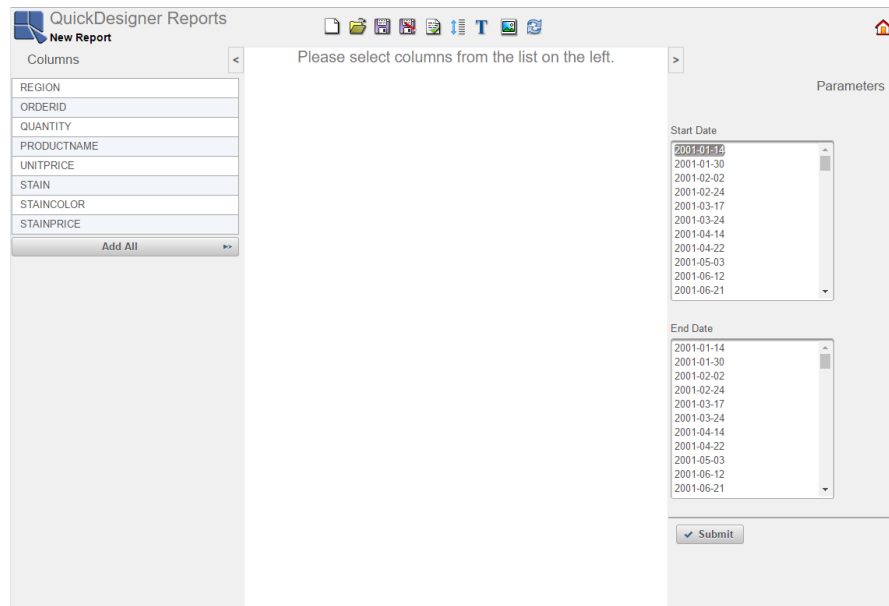 QuickDesigner Reports
New Report
T
Columns
<
Please select columns from the list on the left.
>
REGION
ORDERID
QUANTITY
PRODUCTNAME
UNITPRICE
STAIN
STAINCOLOR
STAINPRICE
Add All
Parameters
Start Date
2001-01-14
2001-01-30
2001-02-02
2001-02-24
2001-03-17
2001-03-24
2001-04-14
2001-04-22
2001-05-03
2001-06-12
2001-06-21
End Date
2001-01-14
2001-01-30
2001-02-02
2001-02-24
2001-03-17
2001-03-24
2001-04-14
2001-04-22
2001-05-03
2001-06-12
2001-06-21
Submit